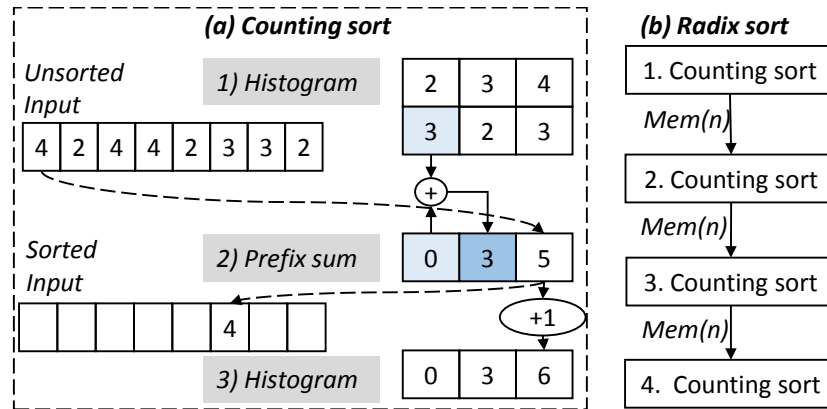 (a) Counting sort
Unsorted
Input
1) Histogram
2 3 4
3 2 3
4 2 4 4 2 3 3 2
+
Sorted
Input
2) Prefix sum
0 3 5
4
+1
3) Histogram
0 3 6
(b) Radix sort
1. Counting sort
Mem(n)
2. Counting sort
Mem(n)
3. Counting sort
Mem(n)
4. Counting sort